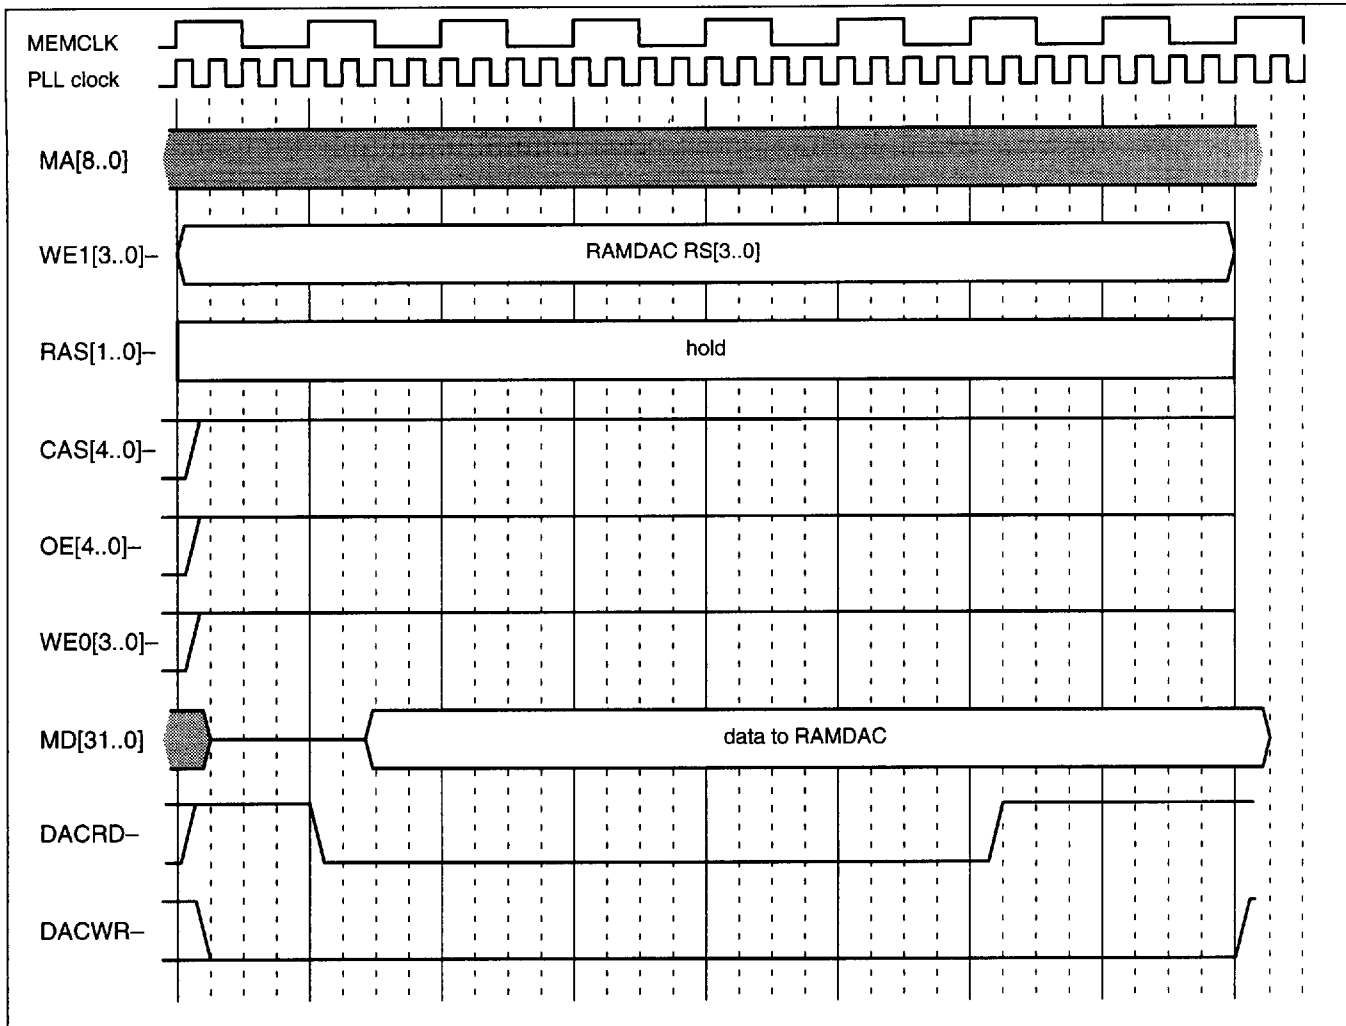 MEMCLK
PLL clock
MA[8..0]
WE1[3..0]–
RAMDAC RS[3..0]
RAS[1..0]–
hold
CAS[4..0]–
OE[4..0]–
WE0[3..0]–
MD[31..0]
data to RAMDAC
DACRD–
DACWR–